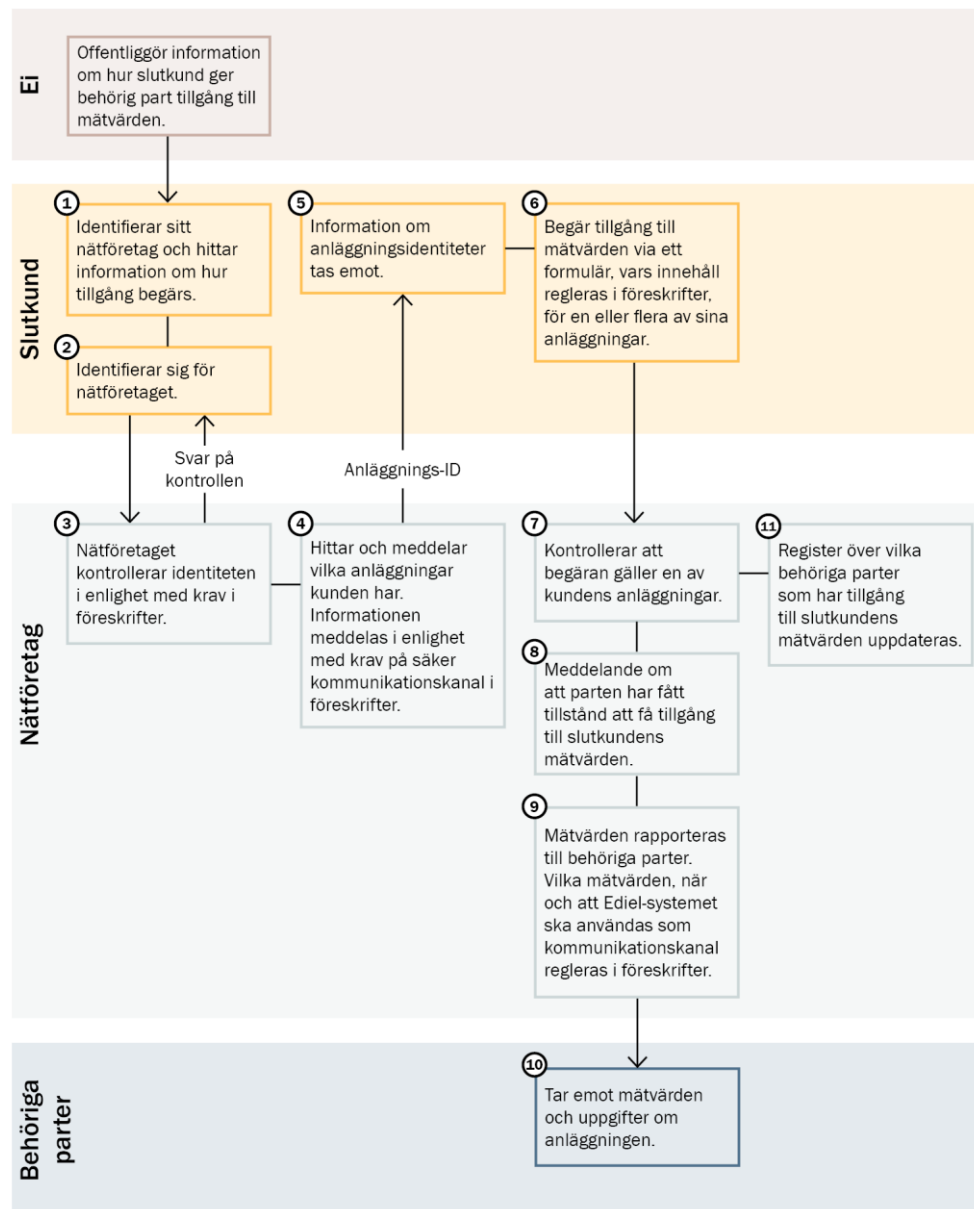 Ei
Offentliggör information
om hur slutkund ger
behörig part tillgång till
mätvärden.
Slutkund
1
Identifierar sitt
nätföretag och hittar
information om hur
tillgång begärs.
2
Identifierar sig för
nätföretaget.
5
Information om
anläggningsidentiteter
tas emot.
6
Begär tillgång till
mätvärden via ett
formulär, vars innehåll
regleras i föreskrifter,
för en eller flera av sina
anläggningar.
Svar på
kontrollen
Anläggnings-ID
Nätföretag
3
Nätföretaget
kontrollerar identiteten
i enlighet med krav i
föreskrifter.
4
Hittar och meddelar
vilka anläggningar
kunden har.
Informationen
meddelas i enlighet
med krav på säker
kommunikationskanal i
föreskrifter.
7
Kontrollerar att
begäran gäller en av
kundens anläggningar.
11
Register över vilka
behöriga parter
som har tillgång
till slutkundens
mätvärden uppdateras.
8
Meddelande om
att parten har fått
tillstånd att få tillgång
till slutkundens
mätvärden.
9
Mätvärden rapporteras
till behöriga parter.
Vilka mätvärden, när
och att Ediel-systemet
ska användas som
kommunikationskanal
regleras i föreskrifter.
Behöriga
parter
10
Tar emot mätvärden
och uppgifter om
anläggningen.